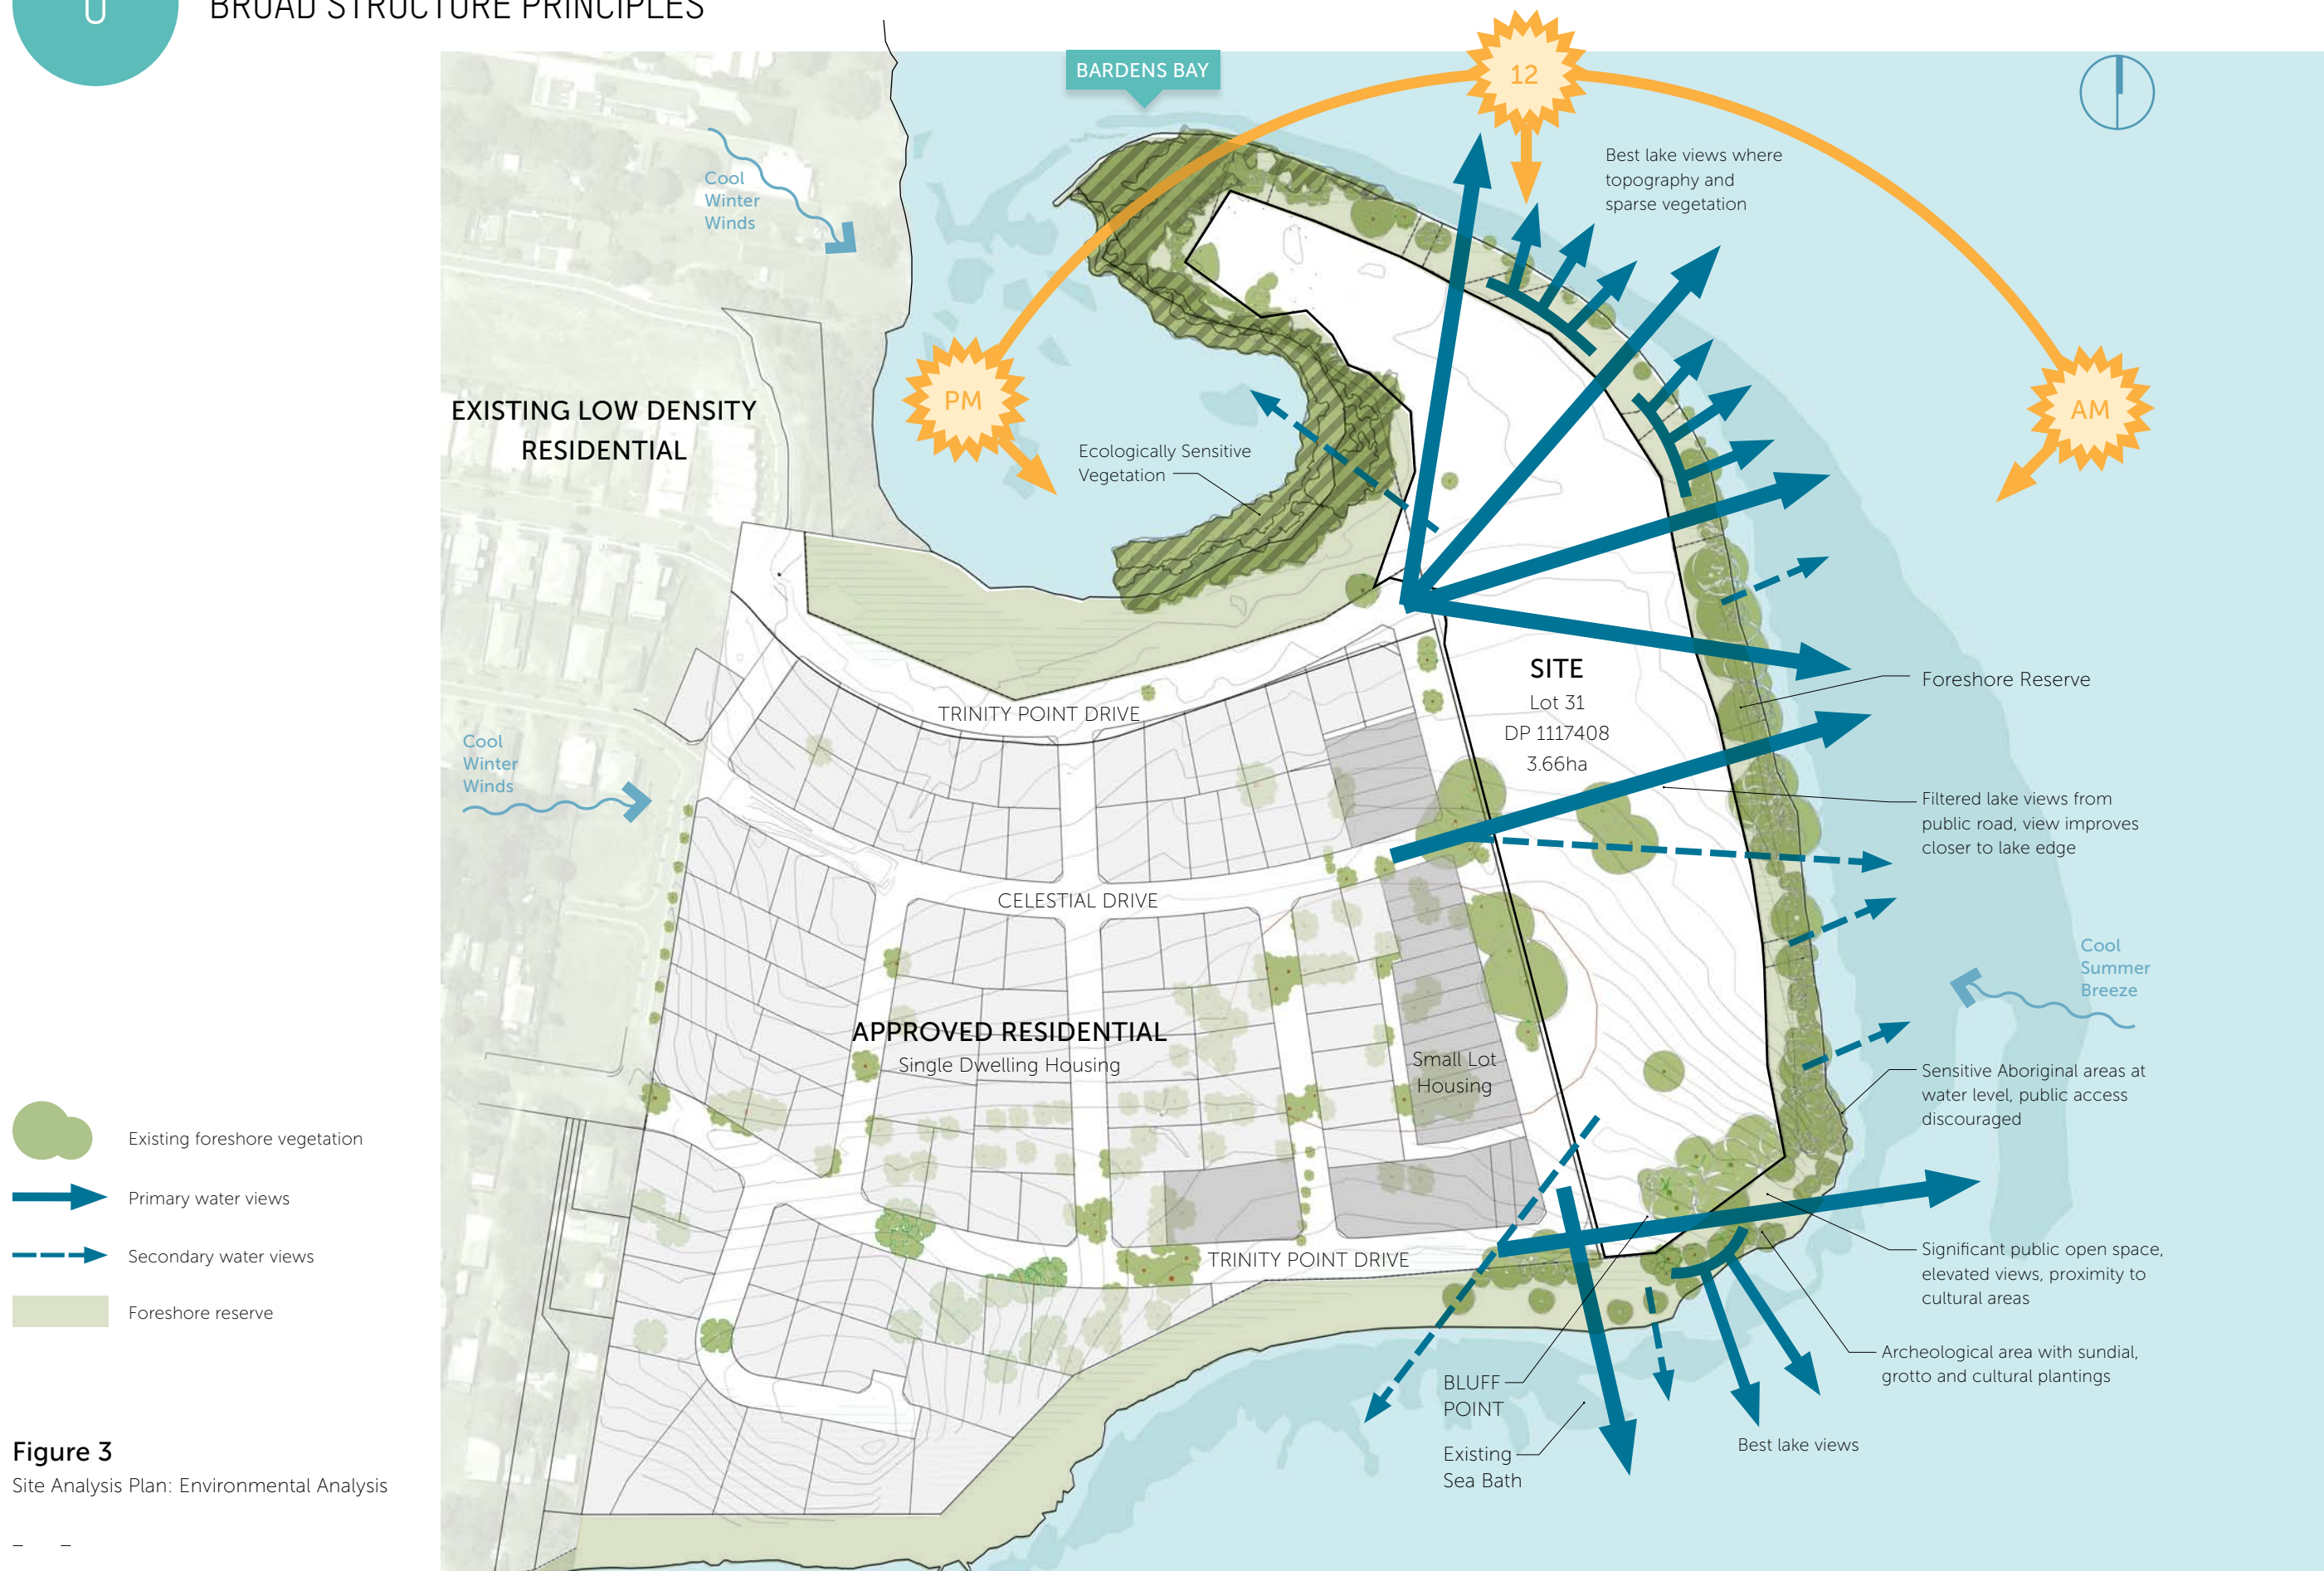 BROAD STRUCTURE PRINCIPLES
BARDENS BAY
12
Best lake views where
topography and
sparse vegetation
Cool
Winter
Winds
PM
AM
EXISTING LOW DENSITY
RESIDENTIAL
Ecologically Sensitive
Vegetation
SITE
Lot 31
DP 1117408
3.66ha
Foreshore Reserve
TRINITY POINT DRIVE
Cool
Winter
Winds
Filtered lake views from
public road, view improves
closer to lake edge
CELESTIAL DRIVE
Cool
Summer
Breeze
APPROVED RESIDENTIAL
Single Dwelling Housing
Small Lot
Housing
Sensitive Aboriginal areas at
water level, public access
discouraged
TRINITY POINT DRIVE
Significant public open space,
elevated views, proximity to
cultural areas
Archeological area with sundial,
grotto and cultural plantings
BLUFF
POINT
Existing
Sea Bath
Best lake views
Existing foreshore vegetation
Primary water views
Secondary water views
Foreshore reserve
Figure 3
Site Analysis Plan: Environmental Analysis